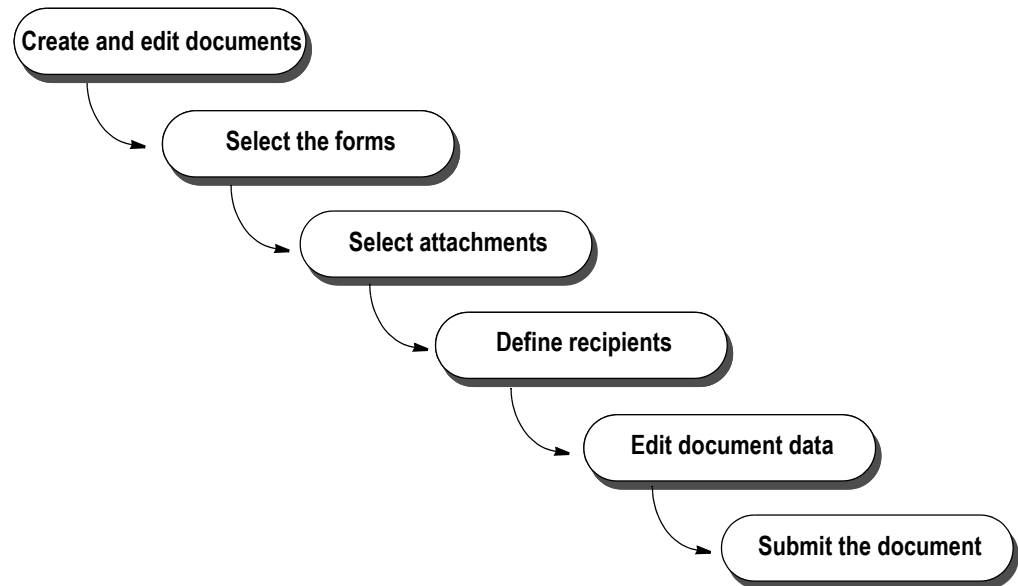 Create and edit documents
Select the forms
Select attachments
Define recipients
Edit document data
Submit the document